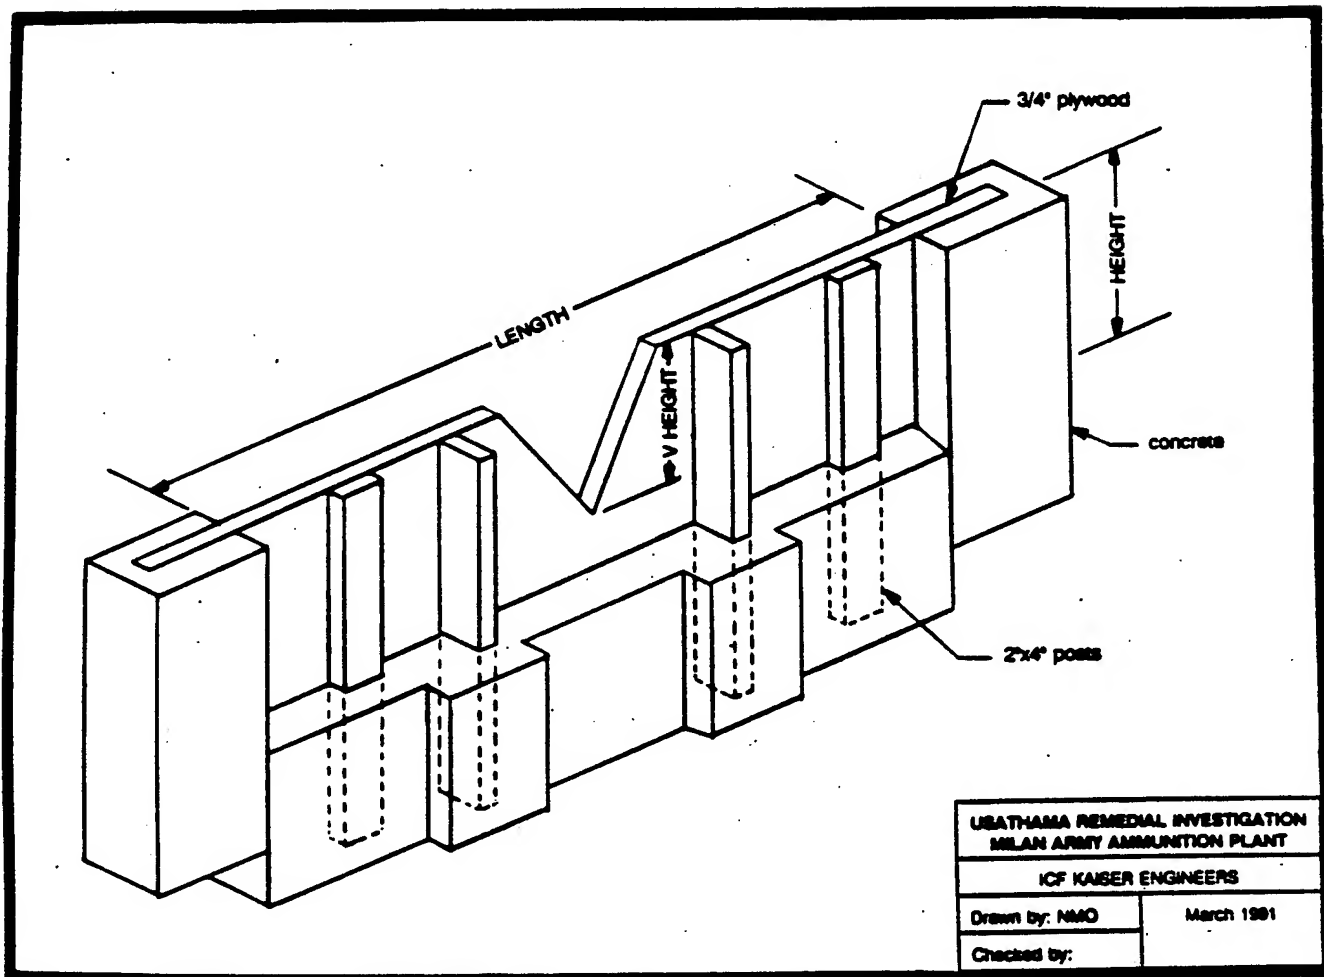 3/4" plywood
HEIGHT
LENGTH
V HEIGHT
concrete
2"x4" posts
USATHAMA REMEDIAL INVESTIGATION
MILAN ARMY AMMUNITION PLANT
ICF KAISER ENGINEERS
Drawn by: NMO
March 1991
Checked by: